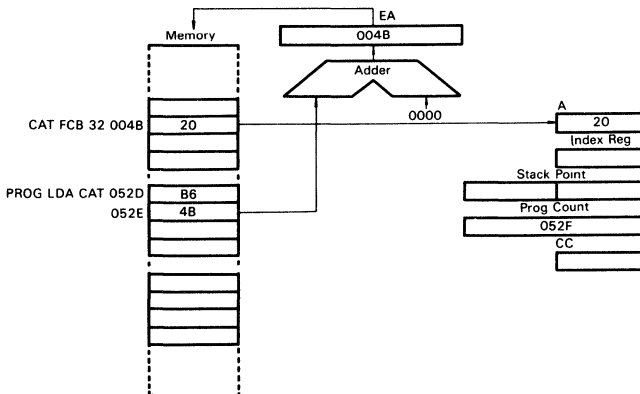 EA
Memory
004B
Adder
0000
A
CAT FCB 32 004B
20
20
Index Reg
Stack Point
PROG LDA CAT 052D
B6
Prog Count
052E
4B
052F
CC